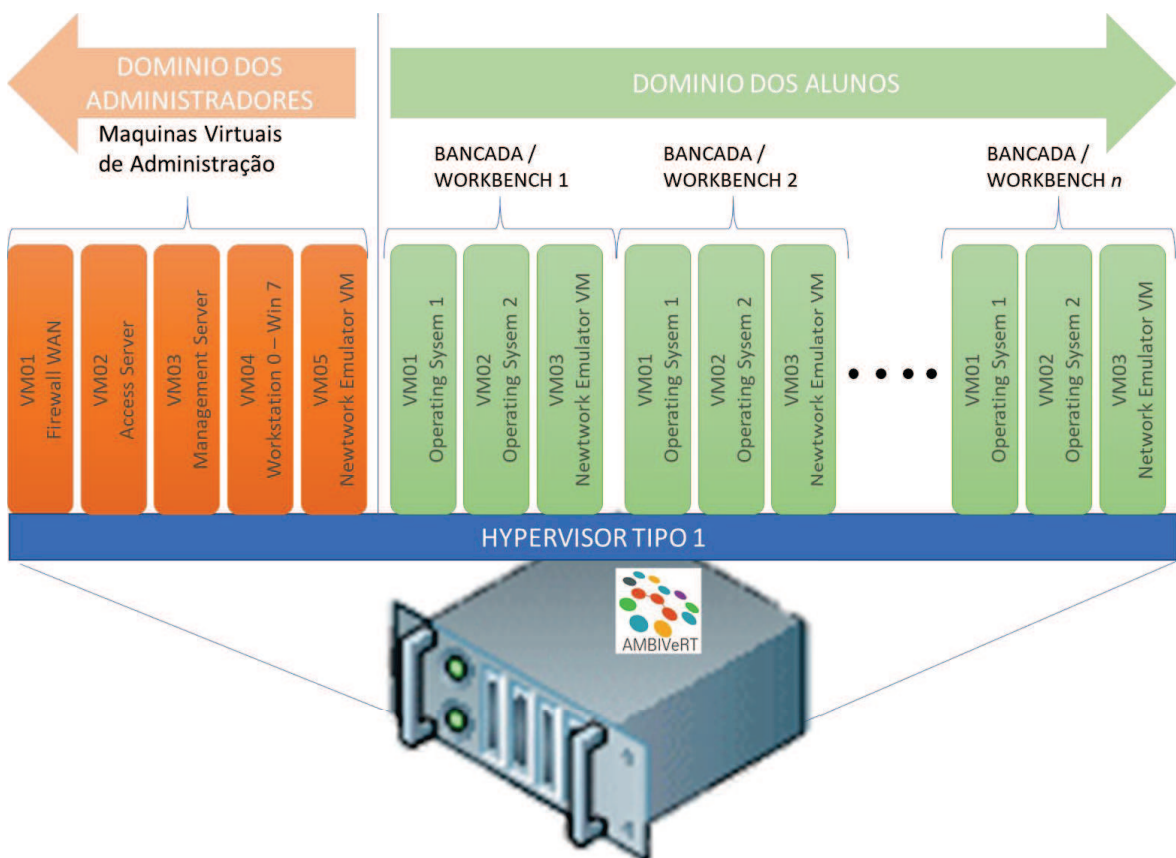 DOMINIO DOS
ADMINISTRADORES
DOMINIO DOS ALUNOS
Maquinas Virtuais
de Administração
BANCADA /
WORKBENCH 1
BANCADA /
WORKBENCH 2
BANCADA /
WORKBENCH n
VM01
Firewall WAN
VM02
Access Server
VM03
Management Server
VM04
Workstation 0 – Win 7
VM05
Newtwork Emulator VM
VM01
Operating Sysem 1
VM02
Operating Sysem 2
VM03
Newtwork Emulator VM
VM01
Operating Sysem 1
VM02
Operating Sysem 2
VM03
Newtwork Emulator VM
VM01
Operating Sysem 1
VM02
Operating Sysem 2
VM03
Network Emulator VM
HYPERVISOR TIPO 1
AMBIVeRT